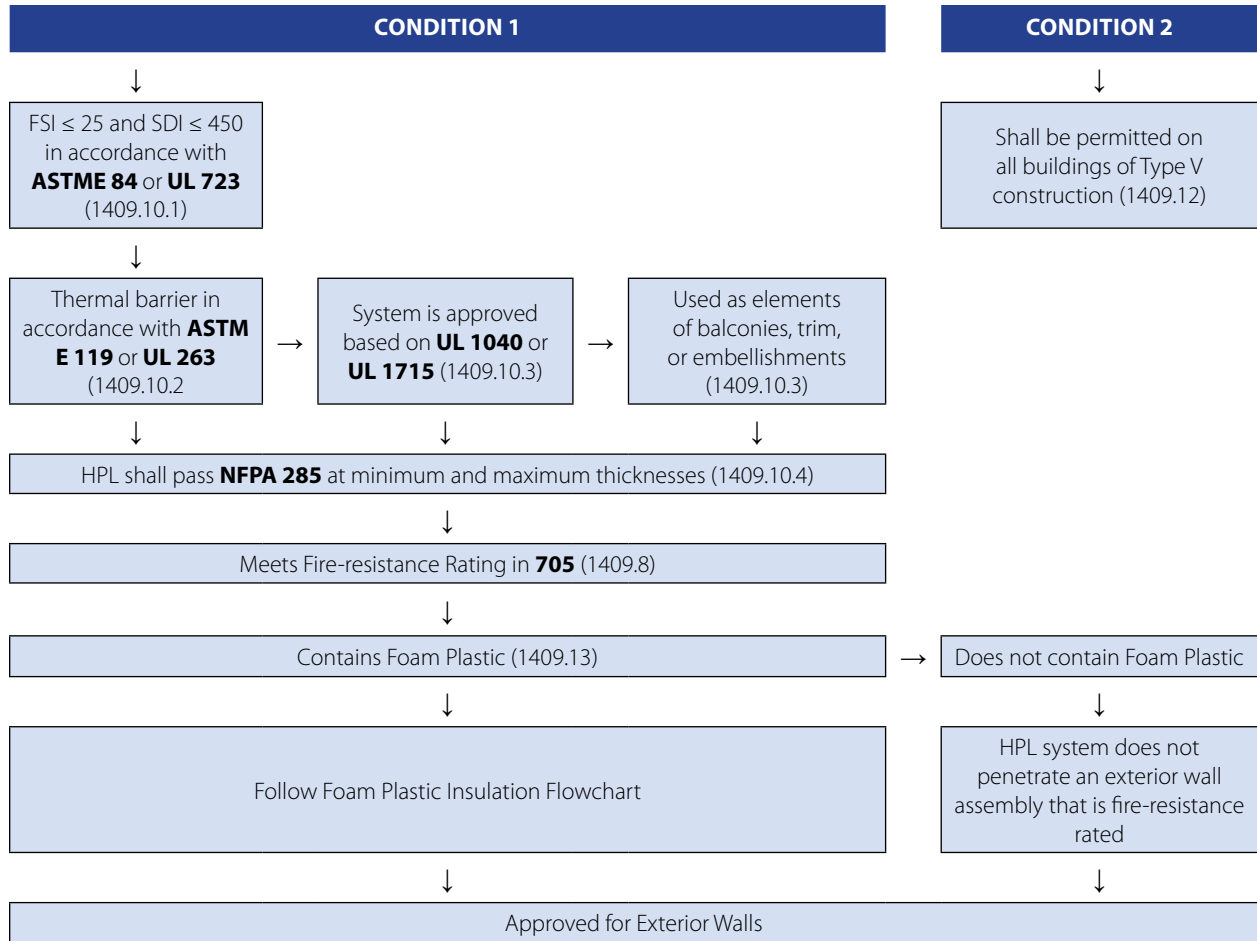 CONDITION 1
CONDITION 2
↓
↓
FSI ≤ 25 and SDI ≤ 450
in accordance with
ASTME 84 or UL 723
(1409.10.1)
Shall be permitted on
all buildings of Type V
construction (1409.12)
↓
Thermal barrier in
accordance with ASTM
E 119 or UL 263
(1409.10.2
→
System is approved
based on UL 1040 or
UL 1715 (1409.10.3)
→
Used as elements
of balconies, trim,
or embellishments
(1409.10.3)
↓
↓
↓
HPL shall pass NFPA 285 at minimum and maximum thicknesses (1409.10.4)
↓
Meets Fire-resistance Rating in 705 (1409.8)
↓
Contains Foam Plastic (1409.13)
→
Does not contain Foam Plastic
↓
↓
Follow Foam Plastic Insulation Flowchart
HPL system does not
penetrate an exterior wall
assembly that is fire-resistance
rated
↓
↓
Approved for Exterior Walls